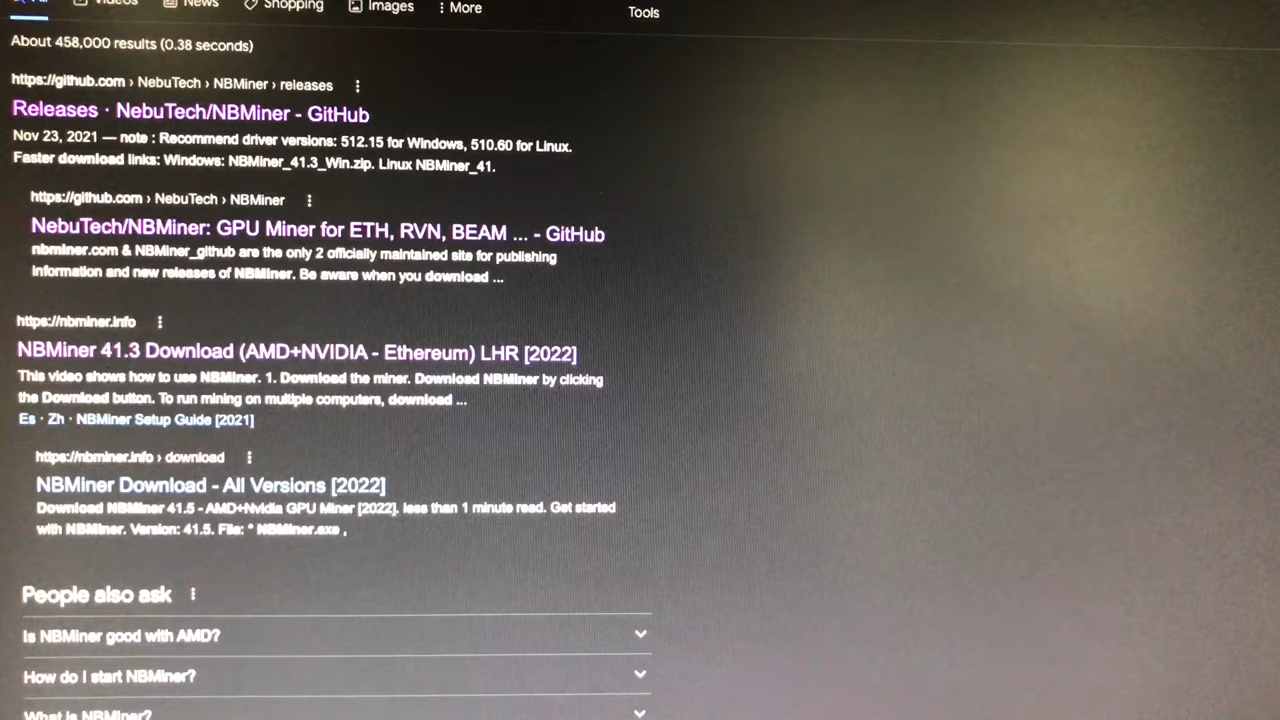 All
Videos
News
Shopping
Images
More
Tools
About 458,000 results (0.38 seconds)
https://github.com › NebuTech › NBMiner › releases
Releases · NebuTech/NBMiner - GitHub
Nov 23, 2021 — note : Recommend driver versions: 512.15 for Windows, 510.60 for Linux.
Faster download links: Windows: NBMiner_41.3_Win.zip. Linux NBMiner_41.
https://github.com › NebuTech › NBMiner
NebuTech/NBMiner: GPU Miner for ETH, RVN, BEAM ... - GitHub
nbminer.com & NBMiner_github are the only 2 officially maintained site for publishing
information and new releases of NBMiner. Be aware when you download ...
https://nbminer.info
NBMiner 41.3 Download (AMD+NVIDIA - Ethereum) LHR [2022]
This video shows how to use NBMiner. 1. Download the miner. Download NBMiner by clicking
the Download button. To run mining on multiple computers, download ...
Es · Zh · NBMiner Setup Guide [2021]
https://nbminer.info › download
NBMiner Download - All Versions [2022]
Download NBMiner 41.5 - AMD+Nvidia GPU Miner [2022]. less than 1 minute read. Get started
with NBMiner. Version: 41.5. File: * NBMiner.exe ,
People also ask
Is NBMiner good with AMD?
How do I start NBMiner?
What is NBMiner?